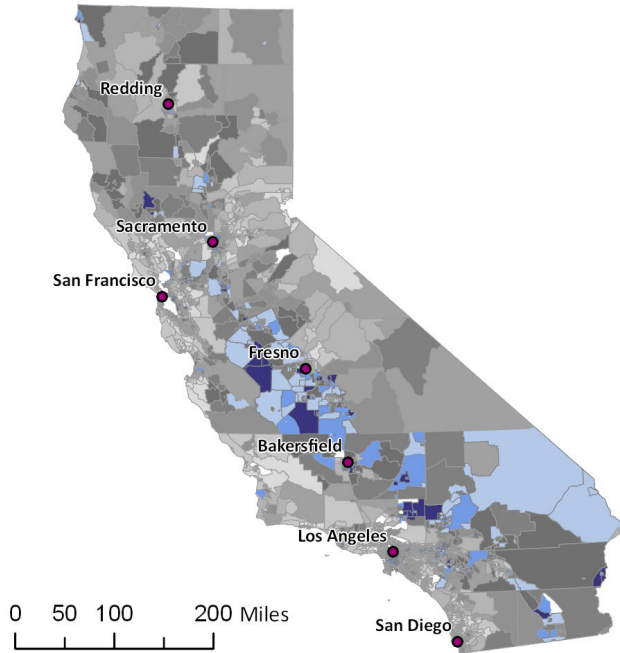 Redding
Sacramento
San Francisco
Fresno
Bakersfield
Los Angeles
San Diego
0 50 100 200 Miles